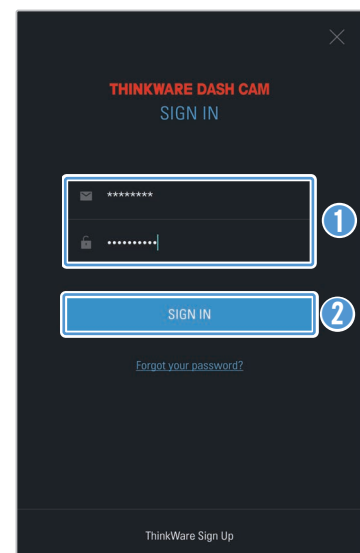 THINKWARE DASH CAM
SIGN IN
********
••••••••••
1
SIGN IN
2
Forgot your password?
ThinkWare Sign Up